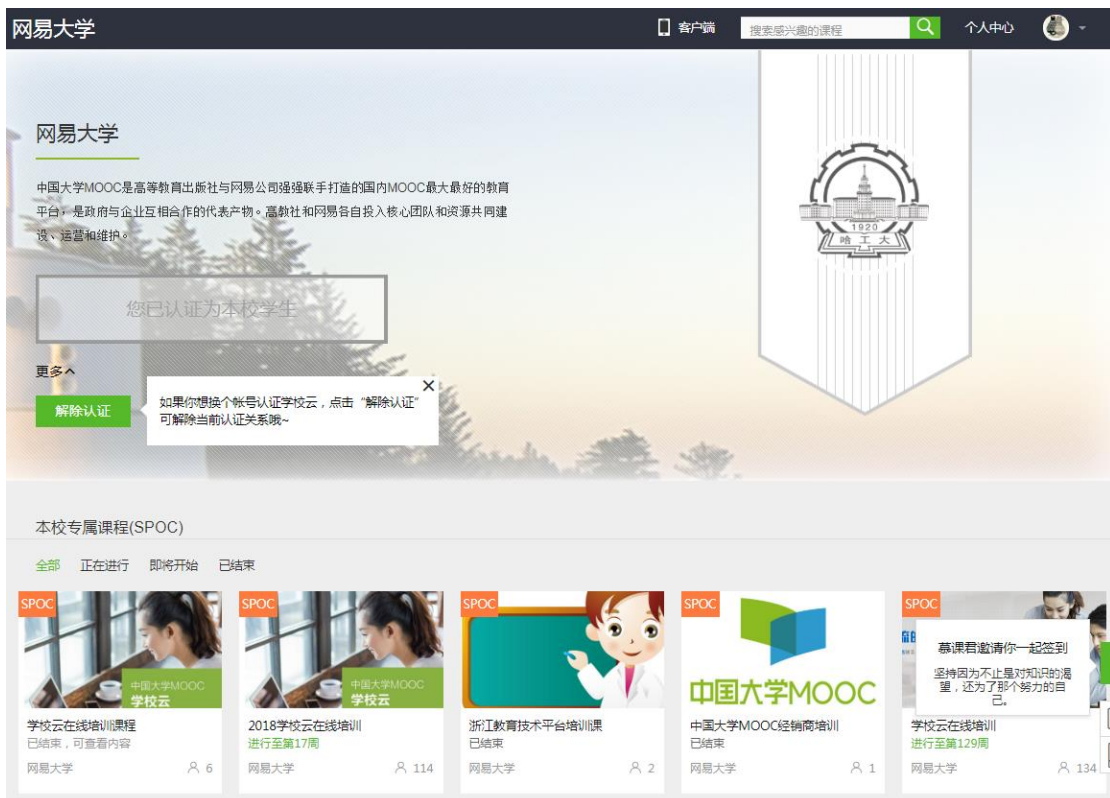 网易大学
客户端
搜索感兴趣的课程
个人中心
网易大学
中国大学MOOC是高等教育出版社与网易公司强强联手打造的国内MOOC最大最好的教育
平台，是政府与企业互相合作的代表产物。高教社和网易各自投入核心团队和资源共同建
设、运营和维护。
1920
哈工大
您已认证为本校学生
更多
解除认证
如果你想换个帐号认证学校云，点击“解除认证”
可解除当前认证关系哦~
本校专属课程(SPOC)
全部 正在进行 即将开始 已结束
SPOC
中国大学MOOC
学校云
学校云在线培训课程
已结束，可查看内容
网易大学 6
SPOC
中国大学MOOC
学校云
2018学校云在线培训
进行至第17周
网易大学 114
SPOC
浙江教育技术平台培训课
已结束
网易大学 2
SPOC
中国大学MOOC
中国大学MOOC经销商培训
已结束
网易大学 1
SPOC
慕课君邀请你一起签到
坚持因为不止是对知识的渴
望，还为了那个努力的自
己。
学校云在线培训
进行至第129周
网易大学 134